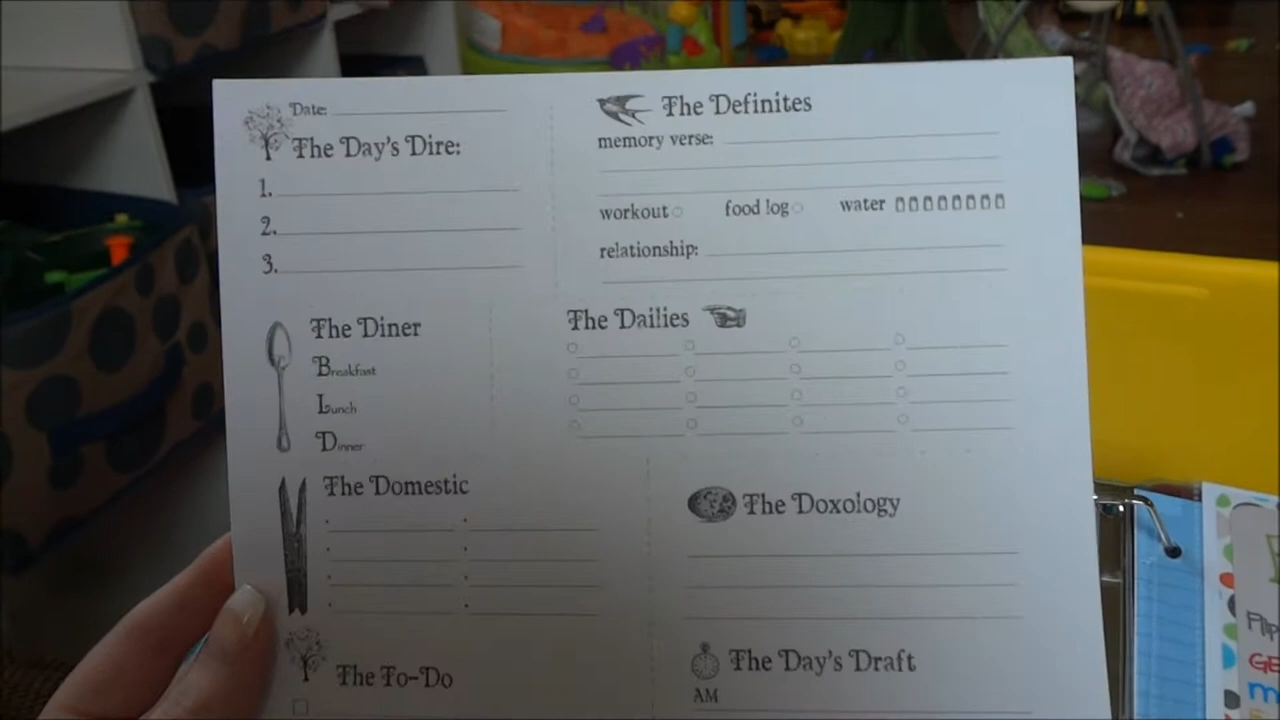 Date:
The Day's Dire:
1.
2.
3.
The Definites
memory verse:
workout food log water
relationship:
The Diner
Breakfast
Lunch
Dinner
The Dailies
The Domestic
The Doxology
The To-Do
The Day's Draft
AM